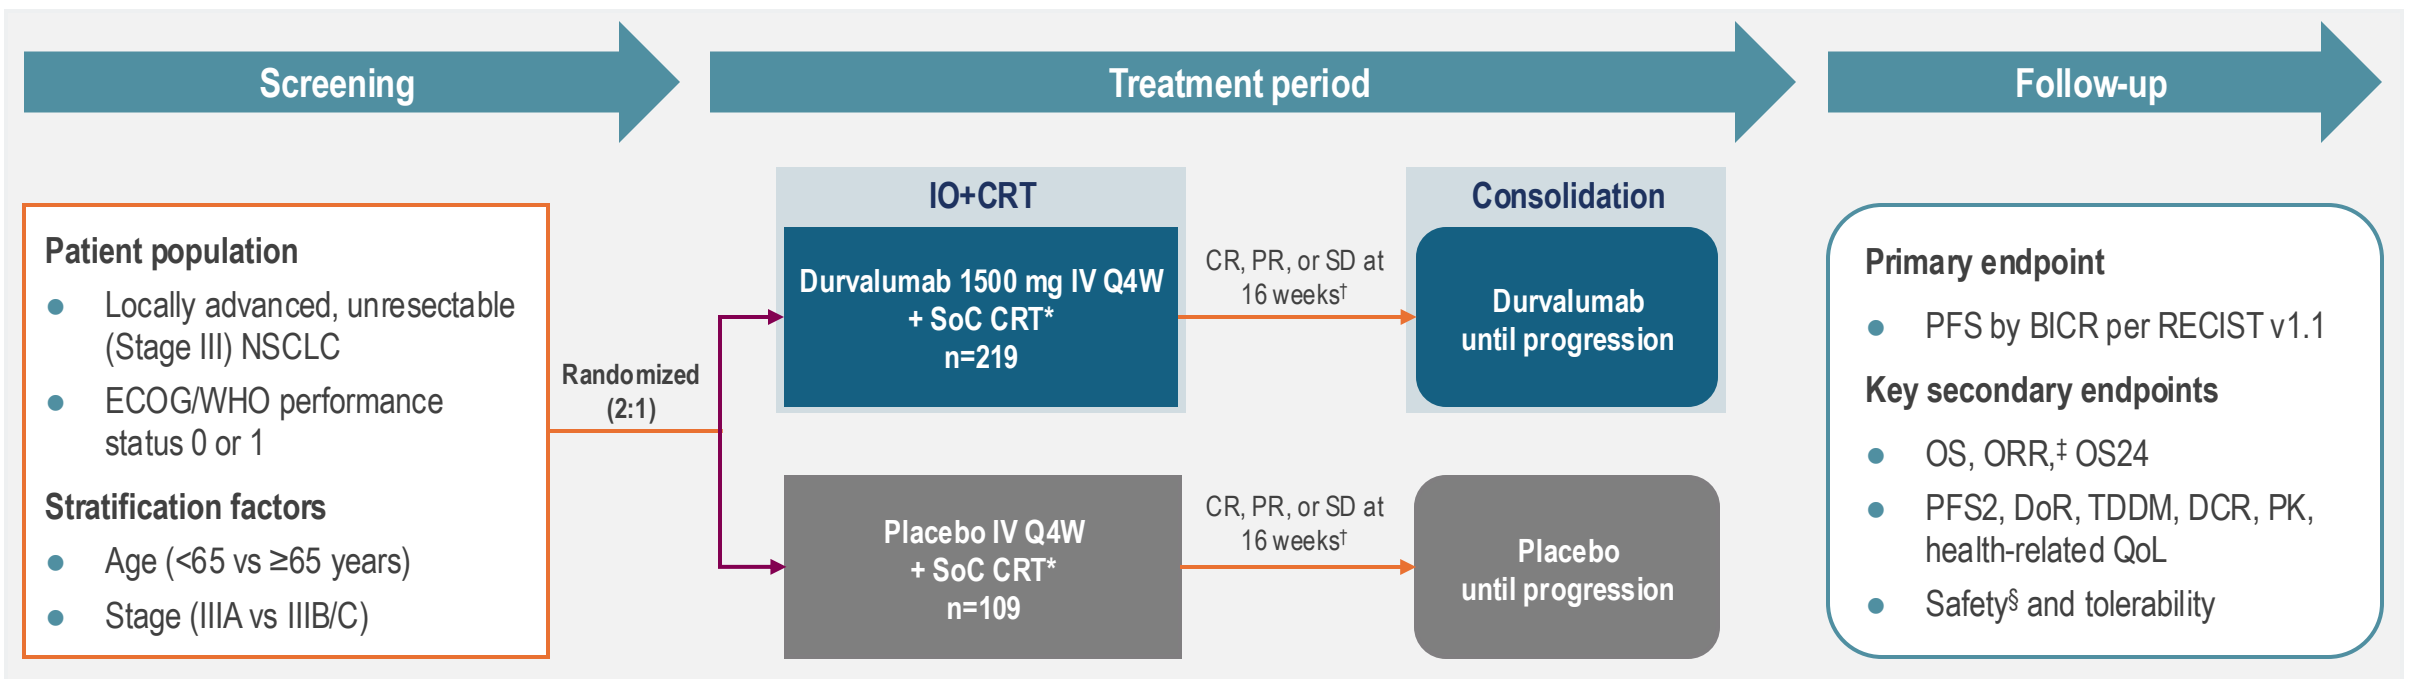 Screening
Treatment period
Follow-up
Patient population
Locally advanced, unresectable
(Stage III) NSCLC
ECOG/WHO performance
status 0 or 1
Stratification factors
Age (<65 vs ≥65 years)
Stage (IIIA vs IIIB/C)
Randomized
(2:1)
IO+CRT
Durvalumab 1500 mg IV Q4W
+ SoC CRT*
n=219
CR, PR, or SD at
16 weeks†
Consolidation
Durvalumab
until progression
Placebo IV Q4W
+ SoC CRT*
n=109
CR, PR, or SD at
16 weeks†
Placebo
until progression
Primary endpoint
PFS by BICR per RECIST v1.1
Key secondary endpoints
OS, ORR,‡ OS24
PFS2, DoR, TDDM, DCR, PK,
health-related QoL
Safety§ and tolerability